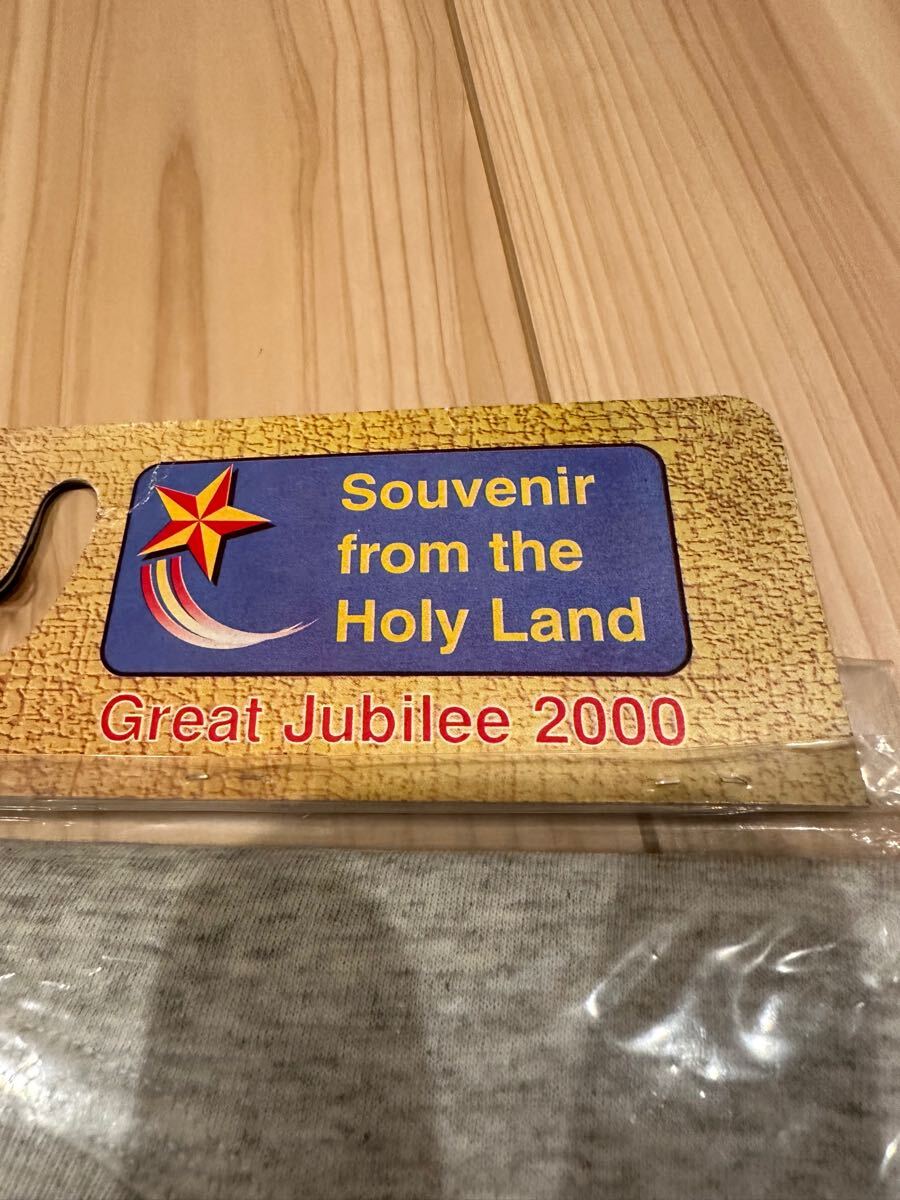 Souvenir
from the
Holy Land
Great Jubilee 2000